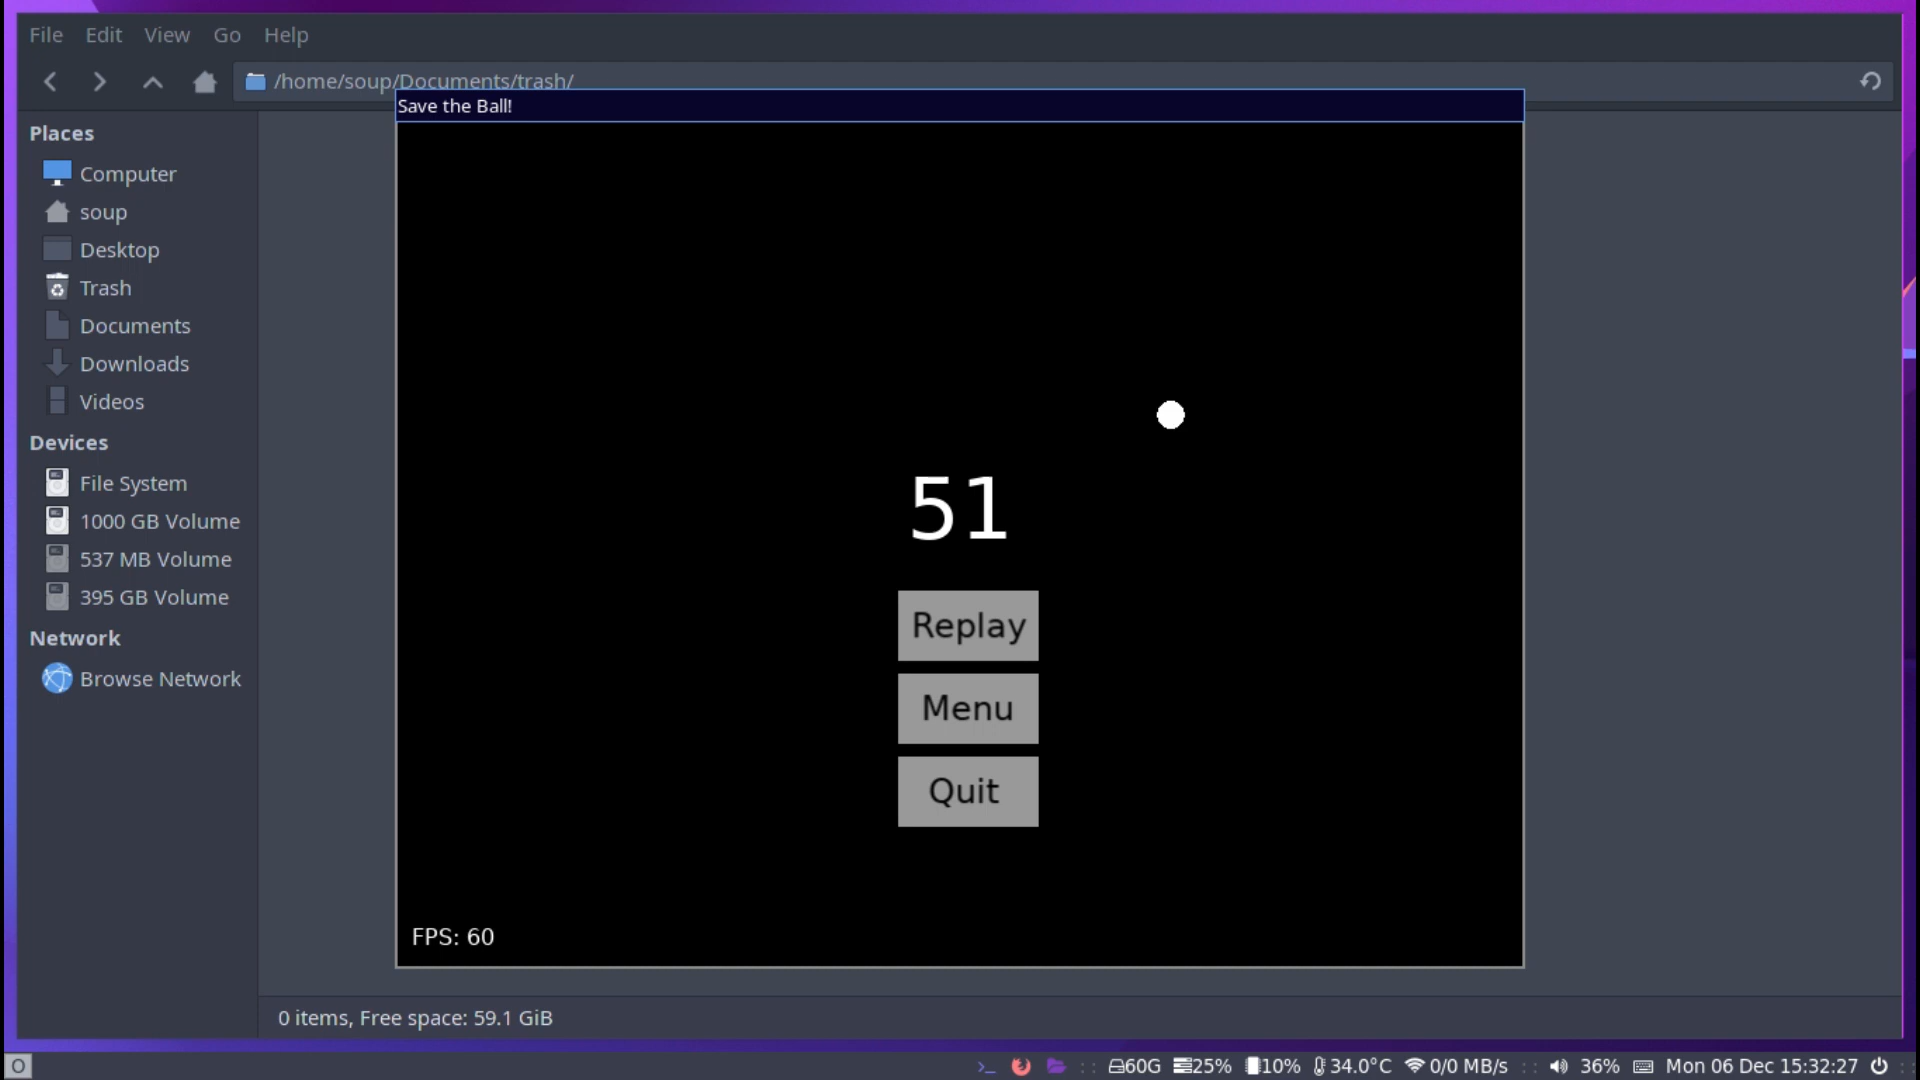 File Edit View Go Help
/home/soup/Documents/trash/
Save the Ball!
Places
Computer
soup
Desktop
Trash
Documents
Downloads
Videos
Devices
File System
1000 GB Volume
537 MB Volume
395 GB Volume
Network
Browse Network
51
Replay
Menu
Quit
FPS: 60
0 items, Free space: 59.1 GiB
O >_ :: 60G 25% 10% 34.0°C 0/0 MB/s :: 36% Mon 06 Dec 15:32:27